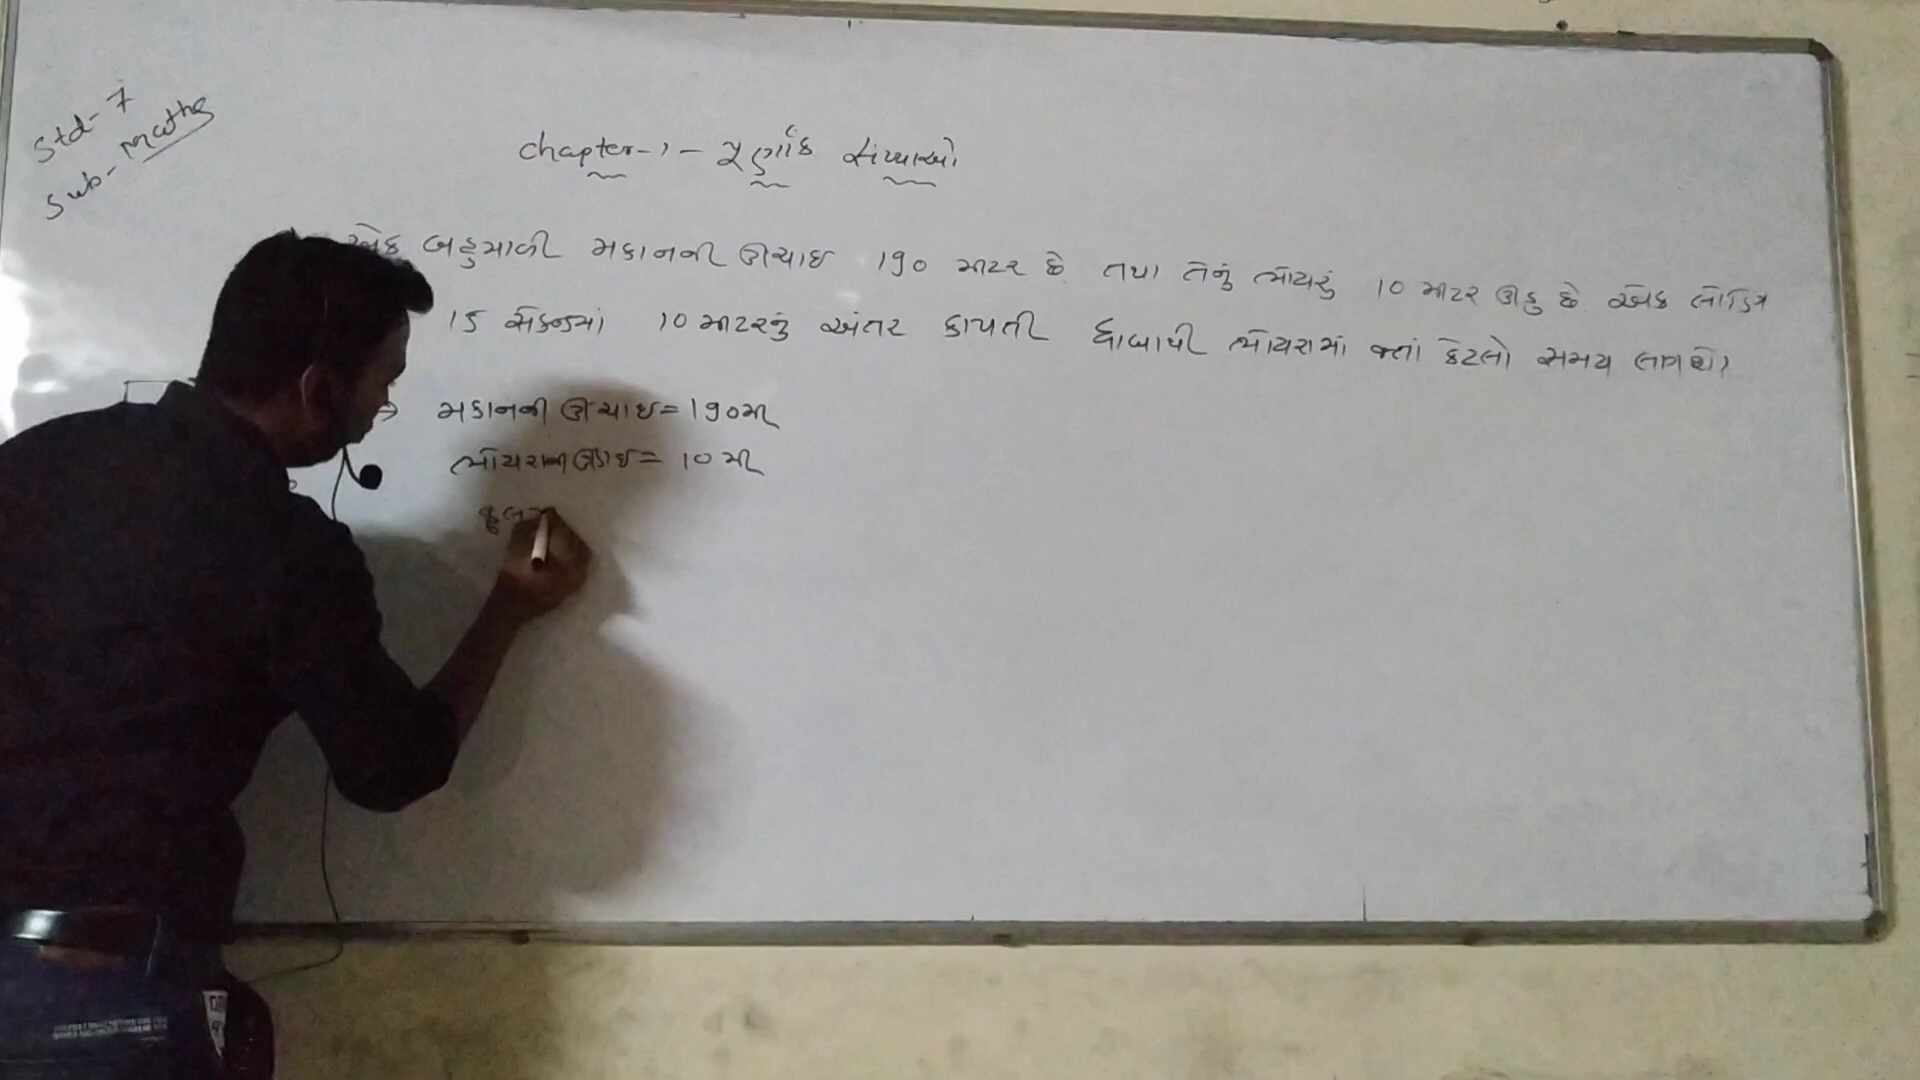 Std- 7
Sub- Maths
chapter-1 - પૂર્ણાંક સંખ્યાઓ
એક બહુમાળી મકાનની ઊંચાઇ 190 મીટર છે તથા તેનું ભોંયરું 10 મીટર ઊંડુ છે એક લીફ્ટ
15 સેકન્ડમાં 10 મીટરનું અંતર કાપતી ધાબાથી ભોંયરામાં જતાં કેટલો સમય લાગશે?
→ મકાનની ઊંચાઇ = 190મી
ભોંયરાની ઊંડાઇ = 10 મી
કુલ